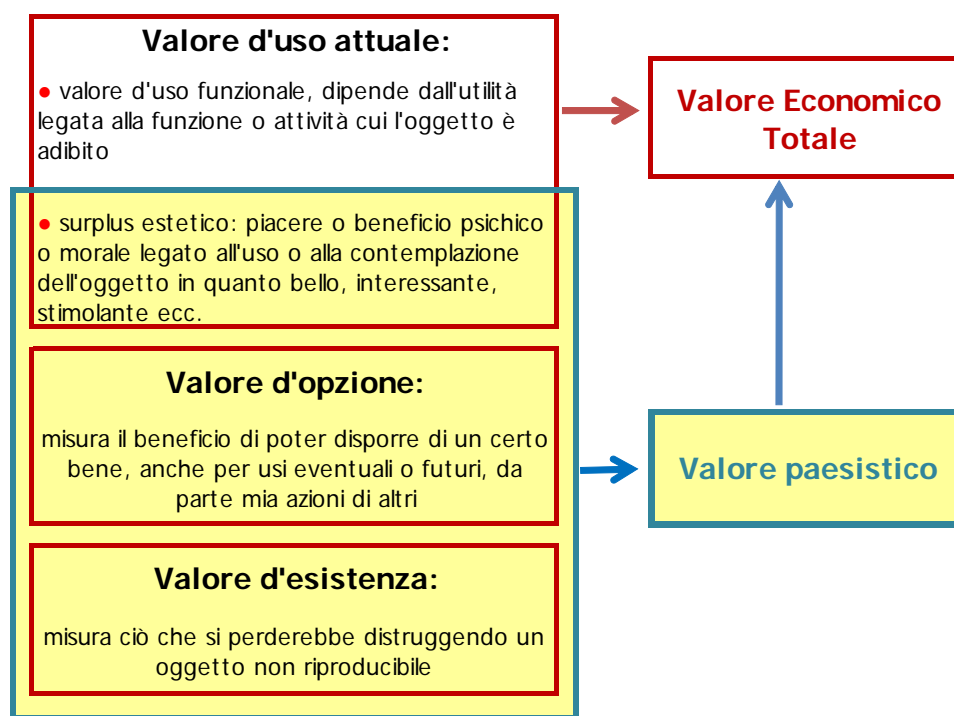 Valore d'uso attuale:
● valore d'uso funzionale, dipende dall'utilità
legata alla funzione o attività cui l'oggetto è
adibito
● surplus estetico: piacere o beneficio psichico
o morale legato all'uso o alla contemplazione
dell'oggetto in quanto bello, interessante,
stimolante ecc.
Valore d'opzione:
misura il beneficio di poter disporre di un certo
bene, anche per usi eventuali o futuri, da
parte mia azioni di altri
Valore d'esistenza:
misura ciò che si perderebbe distruggendo un
oggetto non riproducibile
Valore Economico
Totale
Valore paesistico